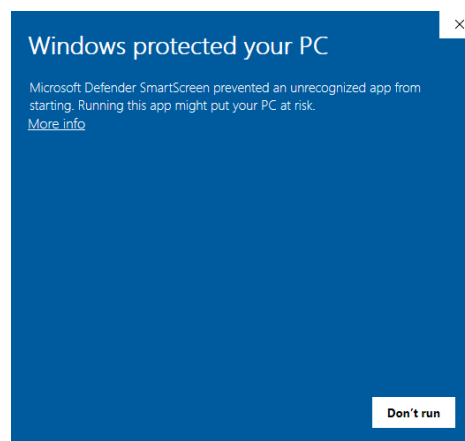 Windows protected your PC
Microsoft Defender SmartScreen prevented an unrecognized app from
starting. Running this app might put your PC at risk.
More info
Don't run